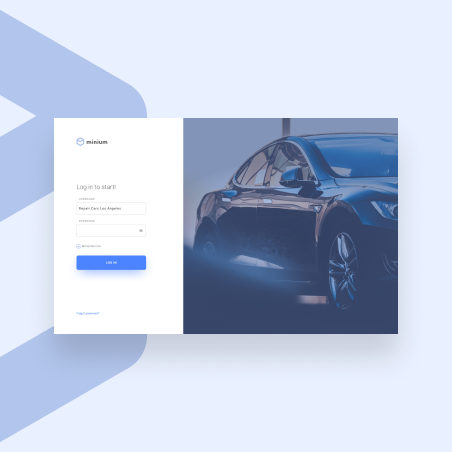 minium
Log in to start!
USERNAME
Repair Cars Los Angeles
PASSWORD
Remember me
LOG IN
Forgot password?